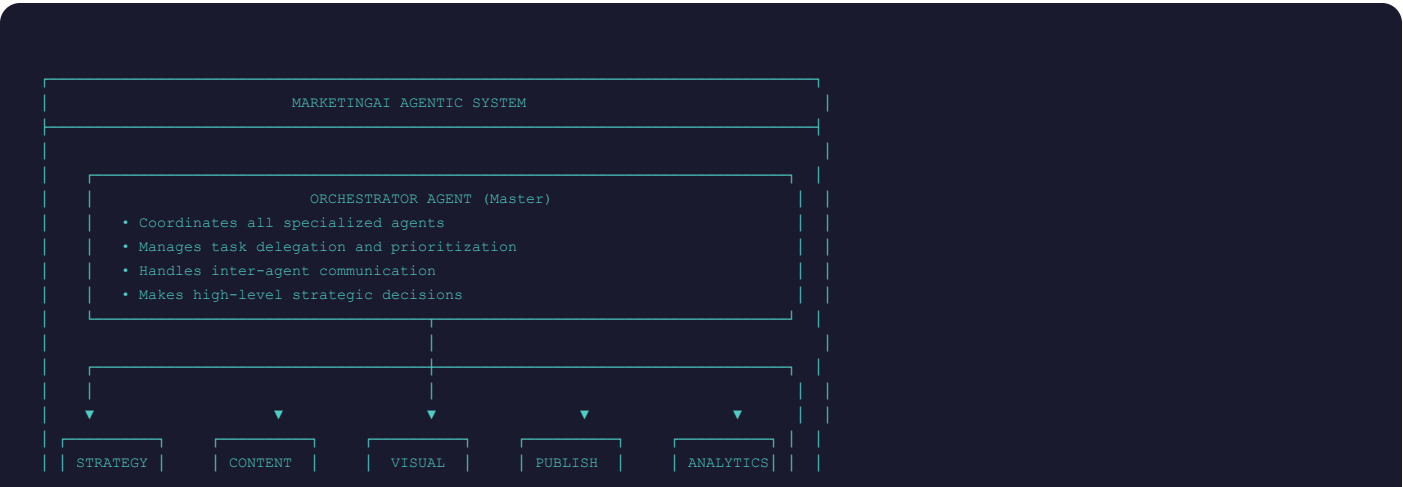 MARKETINGAI AGENTIC SYSTEM
ORCHESTRATOR AGENT (Master)
• Coordinates all specialized agents
• Manages task delegation and prioritization
• Handles inter-agent communication
• Makes high-level strategic decisions
STRATEGY CONTENT VISUAL PUBLISH ANALYTICS